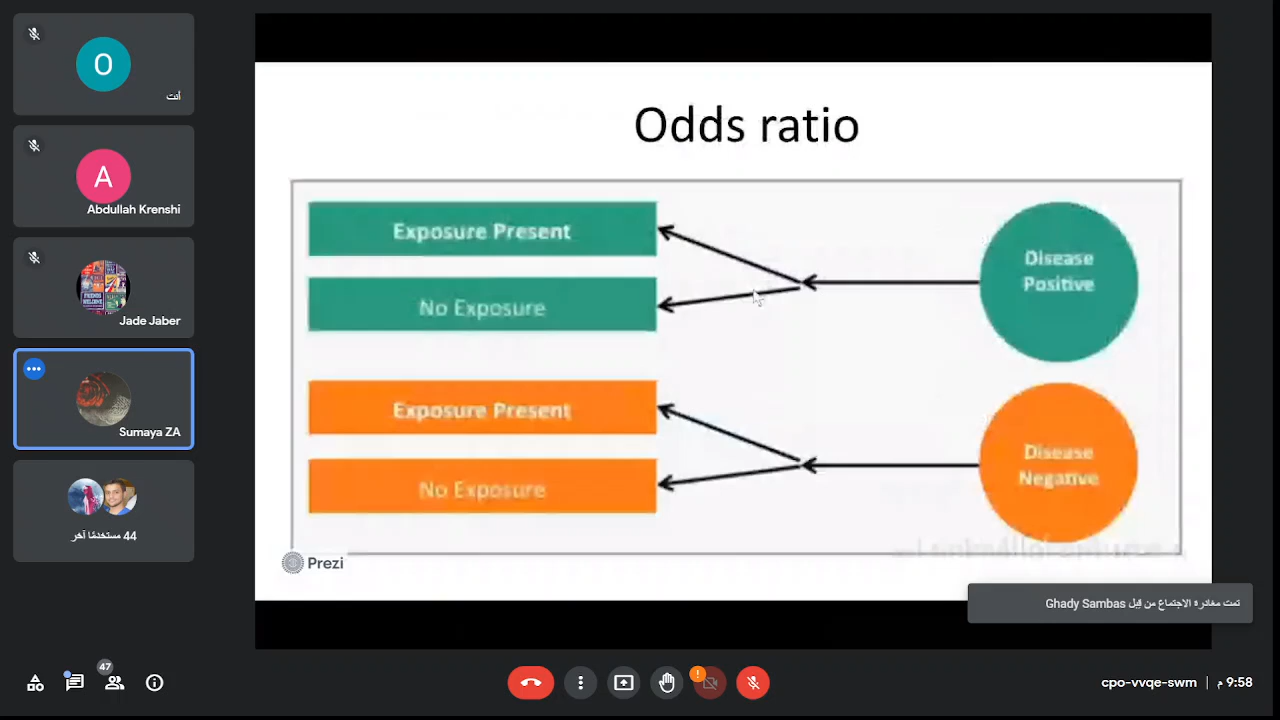 O
أنت
A
Abdullah Krenshi
Jade Jaber
Sumaya ZA
44 مستخدمًا آخر
Odds ratio
Exposure Present
No Exposure
Disease
Positive
Exposure Present
No Exposure
Disease
Negative
Prezi
تمت مغادرة الاجتماع من قِبل Ghady Sambas
47
!
cpo-vvqe-swm
9:58 م